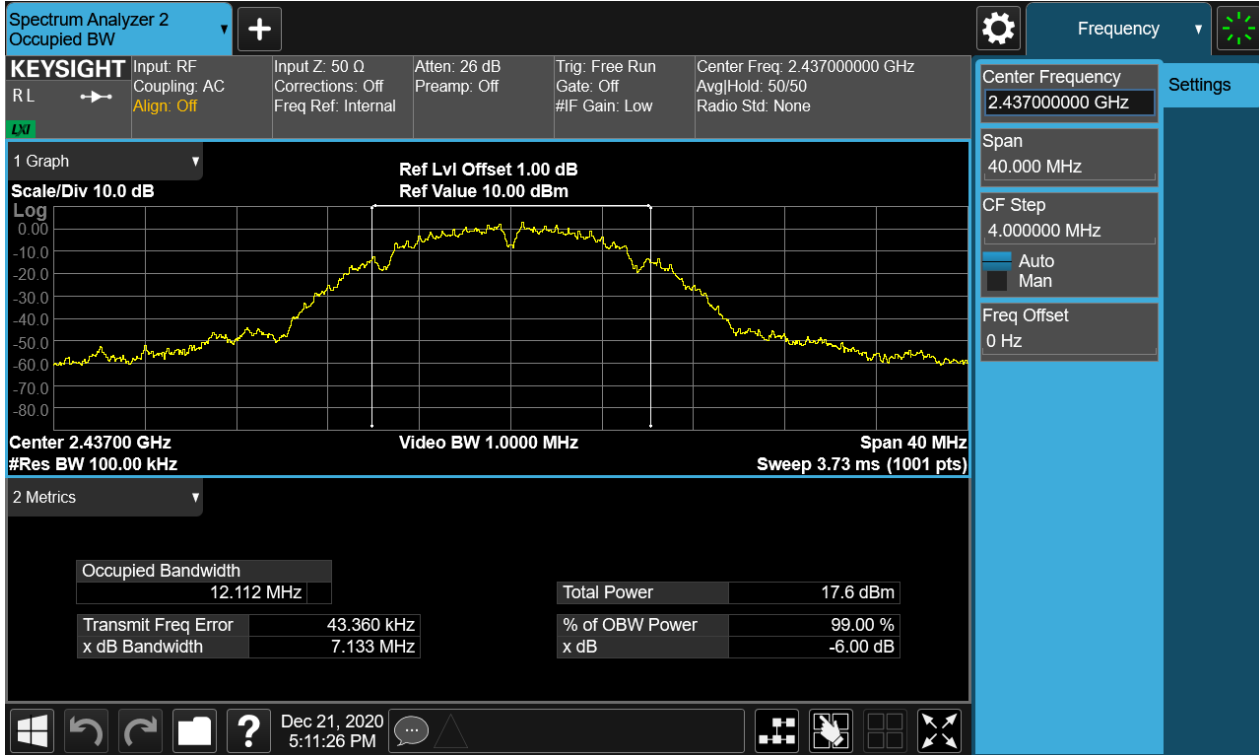 Spectrum Analyzer 2
Occupied BW
+
Frequency
KEYSIGHT
R L
LXI
Input: RF
Coupling: AC
Align: Off
Input Z: 50 Ω
Corrections: Off
Freq Ref: Internal
Atten: 26 dB
Preamp: Off
Trig: Free Run
Gate: Off
#IF Gain: Low
Center Freq: 2.437000000 GHz
Avg|Hold: 50/50
Radio Std: None
Center Frequency
2.437000000 GHz
Settings
Span
40.000 MHz
CF Step
4.000000 MHz
Auto
Man
Freq Offset
0 Hz
1 Graph
Ref Lvl Offset 1.00 dB
Scale/Div 10.0 dB
Ref Value 10.00 dBm
Log
0.00
-10.0
-20.0
-30.0
-40.0
-50.0
-60.0
-70.0
-80.0
Center 2.43700 GHz
Video BW 1.0000 MHz
Span 40 MHz
#Res BW 100.00 kHz
Sweep 3.73 ms (1001 pts)
2 Metrics
Occupied Bandwidth
12.112 MHz
Total Power 17.6 dBm
Transmit Freq Error 43.360 kHz
% of OBW Power 99.00 %
x dB Bandwidth 7.133 MHz
x dB -6.00 dB
?
Dec 21, 2020
5:11:26 PM